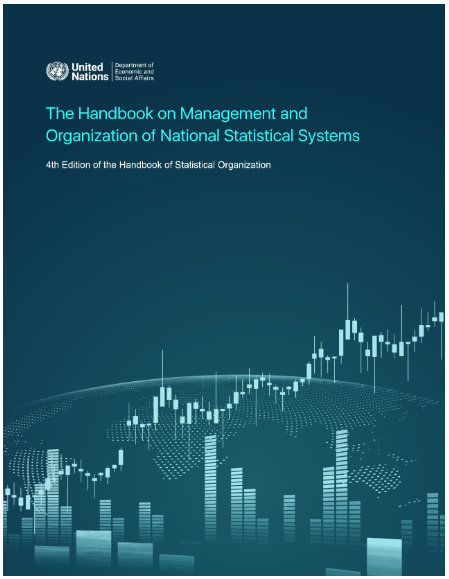 United
Nations
Department of
Economic and
Social Affairs
The Handbook on Management and
Organization of National Statistical Systems
4th Edition of the Handbook of Statistical Organization